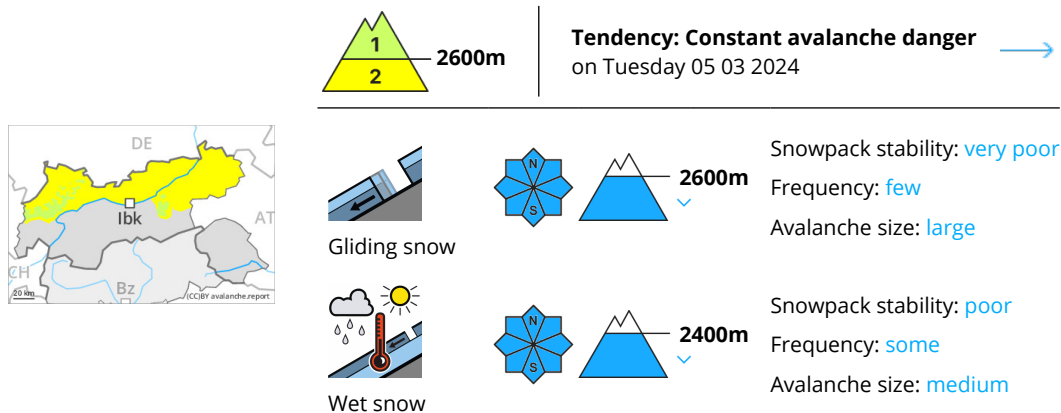 1
2
2600m
Tendency: Constant avalanche danger
on Tuesday 05 03 2024
DE
Ibk
AT
CH
Bz
20 km
(CC)BY avalanche.report
Gliding snow
N
S
2600m
Snowpack stability: very poor
Frequency: few
Avalanche size: large
Wet snow
N
S
2400m
Snowpack stability: poor
Frequency: some
Avalanche size: medium